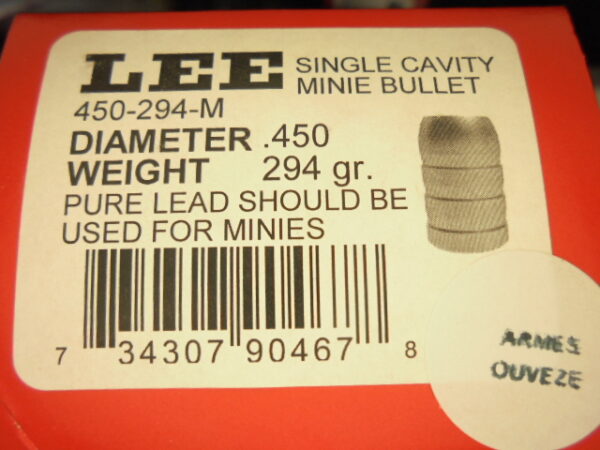 LEE
SINGLE CAVITY
MINIE BULLET
450-294-M
DIAMETER .450
WEIGHT 294 gr.
PURE LEAD SHOULD BE
USED FOR MINIES
7 34307 90467 8
ARMES
OUVEZE